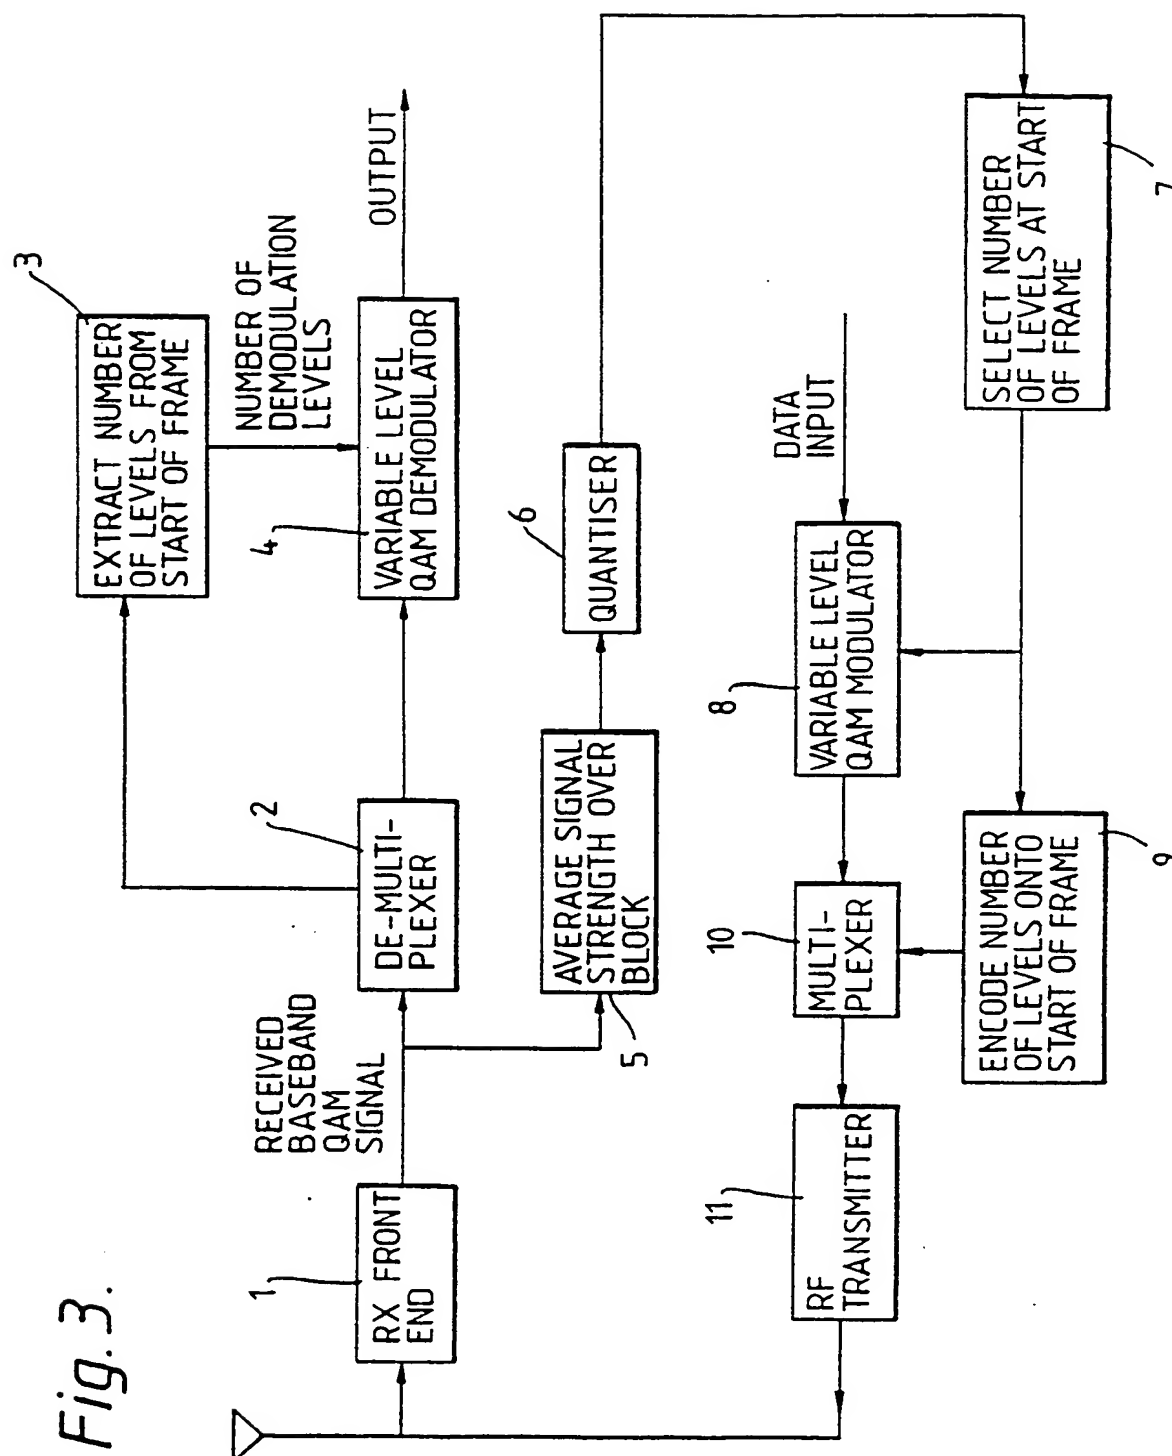 Fig.3.
1
RX FRONT
END
RECEIVED
BASEBAND
QAM
SIGNAL
2
DE-MULTI-
PLEXER
3
EXTRACT NUMBER
OF LEVELS FROM
START OF FRAME
NUMBER OF
DEMODULATION
LEVELS
4
VARIABLE LEVEL
QAM DEMODULATOR
OUTPUT
5
AVERAGE SIGNAL
STRENGTH OVER
BLOCK
6
QUANTISER
7
SELECT NUMBER
OF LEVELS AT START
OF FRAME
DATA
INPUT
8
VARIABLE LEVEL
QAM MODULATOR
9
ENCODE NUMBER
OF LEVELS ONTO
START OF FRAME
10
MULTI-
PLEXER
11
RF
TRANSMITTER